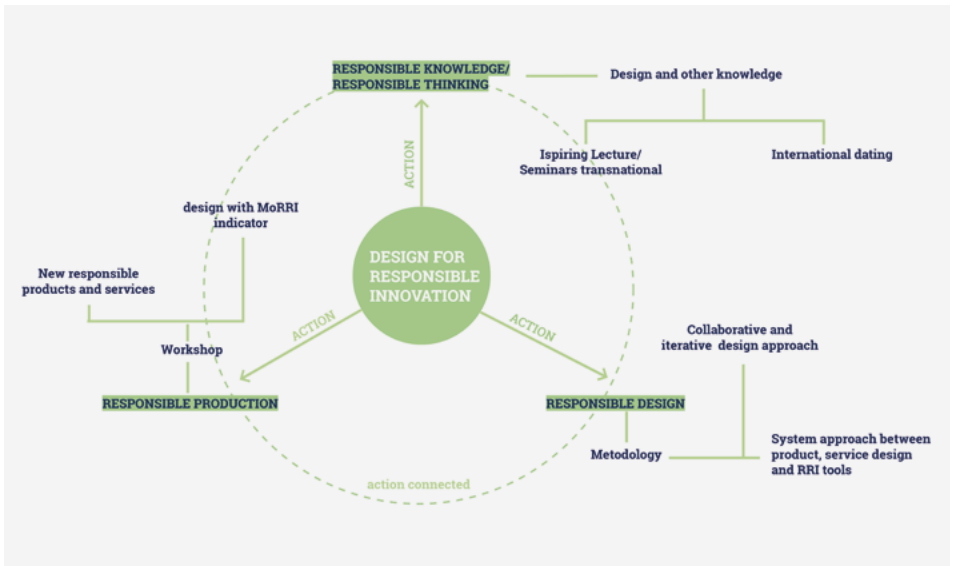 RESPONSIBLE KNOWLEDGE/
RESPONSIBLE THINKING
Design and other knowledge
Ispiring Lecture/
Seminars transnational
International dating
ACTION
design with MoRRI
indicator
DESIGN FOR
RESPONSIBLE
INNOVATION
New responsible
products and services
ACTION
ACTION
Workshop
Collaborative and
iterative design approach
RESPONSIBLE PRODUCTION
RESPONSIBLE DESIGN
Metodology
System approach between
product, service design
and RRI tools
action connected